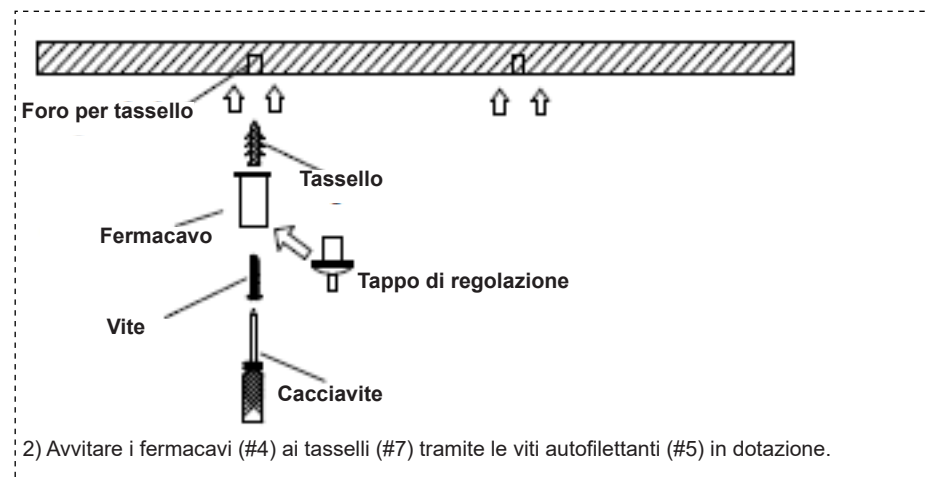 Foro per tassello
Tassello
Fermacavo
Tappo di regolazione
Vite
Cacciavite
2) Avvitare i fermacavi (#4) ai tasselli (#7) tramite le viti autofilettanti (#5) in dotazione.